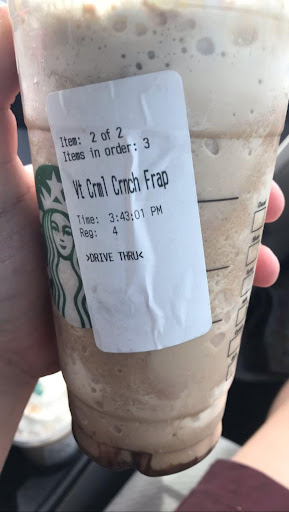 Item: 2 of 2
Items in order: 3
Vt Crml Crnch Frap
Time: 3:43:01 PM
Reg: 4
>DRIVE THRU<